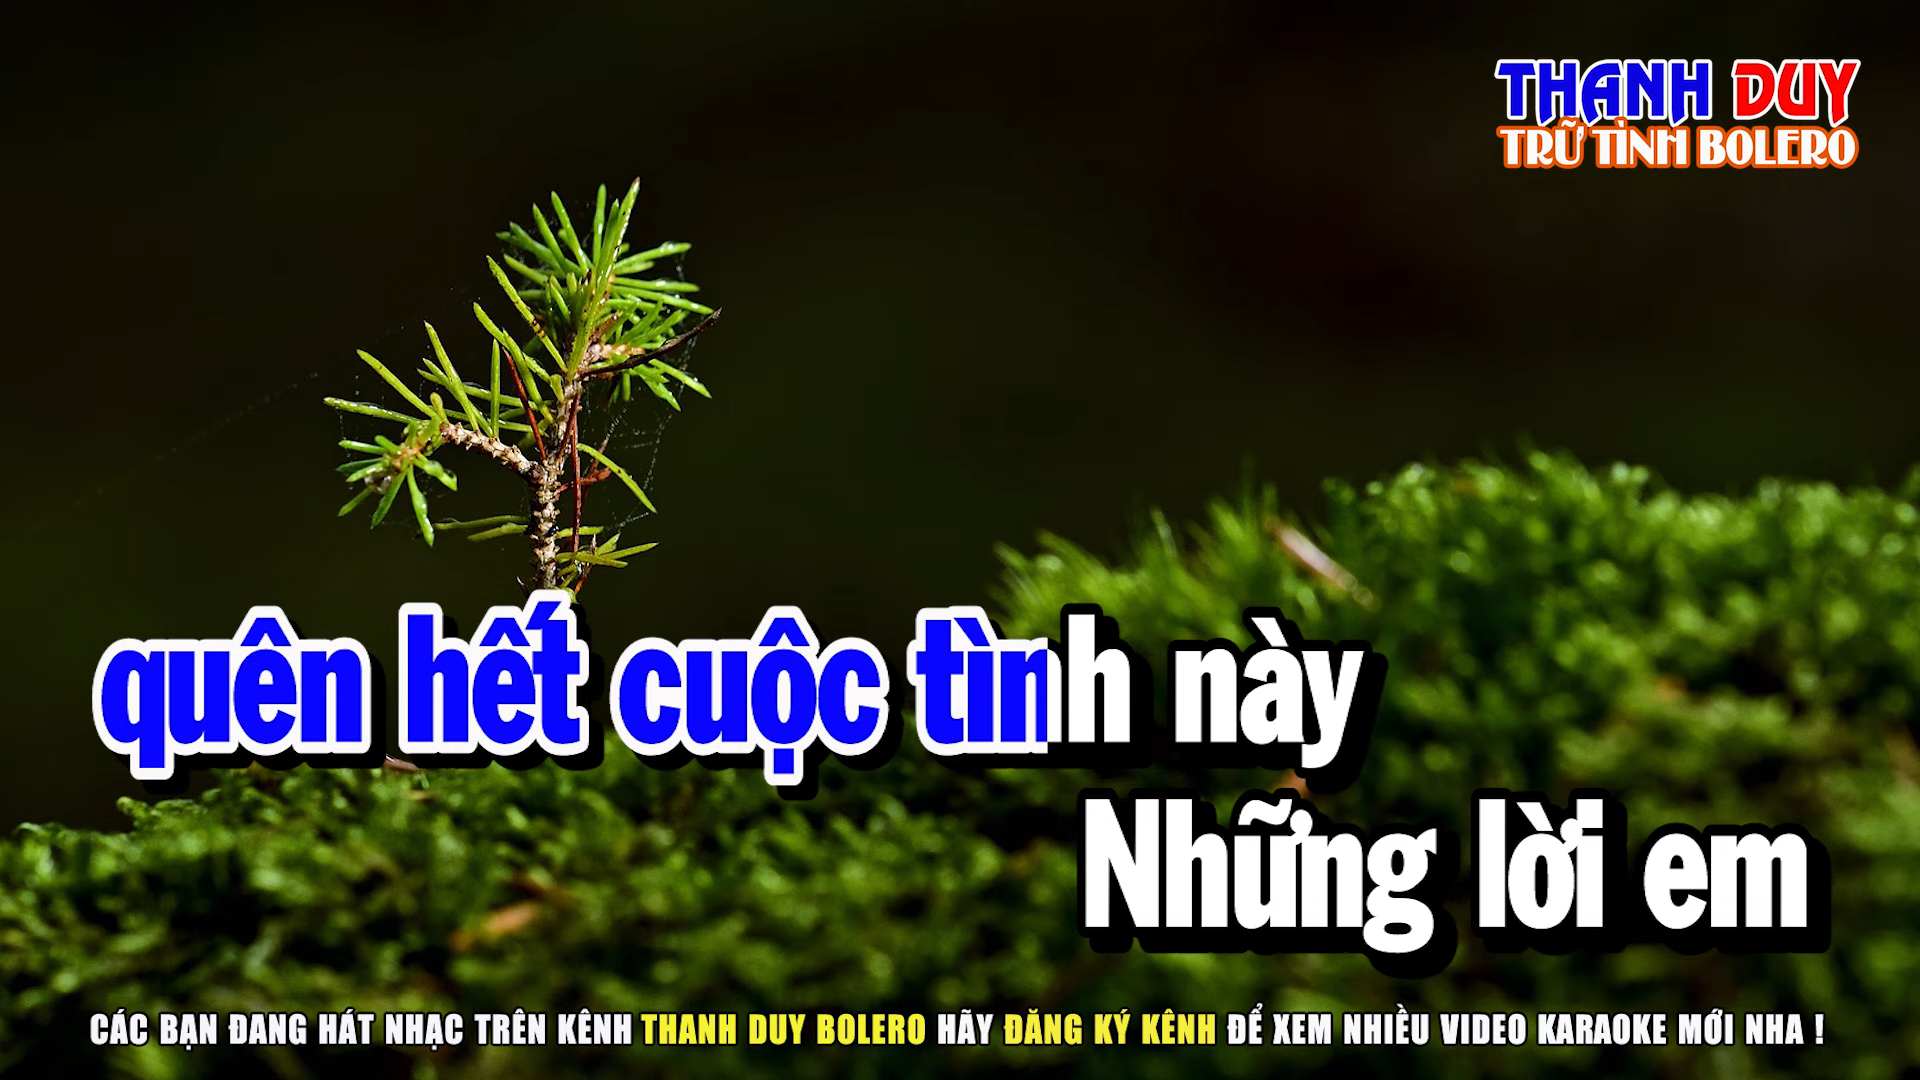 THANH DUY
TRỮ TÌNH BOLERO
quên hết cuộc tình này
Những lời em
CÁC BẠN ĐANG HÁT NHẠC TRÊN KÊNH THANH DUY BOLERO HÃY ĐĂNG KÝ KÊNH ĐỂ XEM NHIỀU VIDEO KARAOKE MỚI NHA !